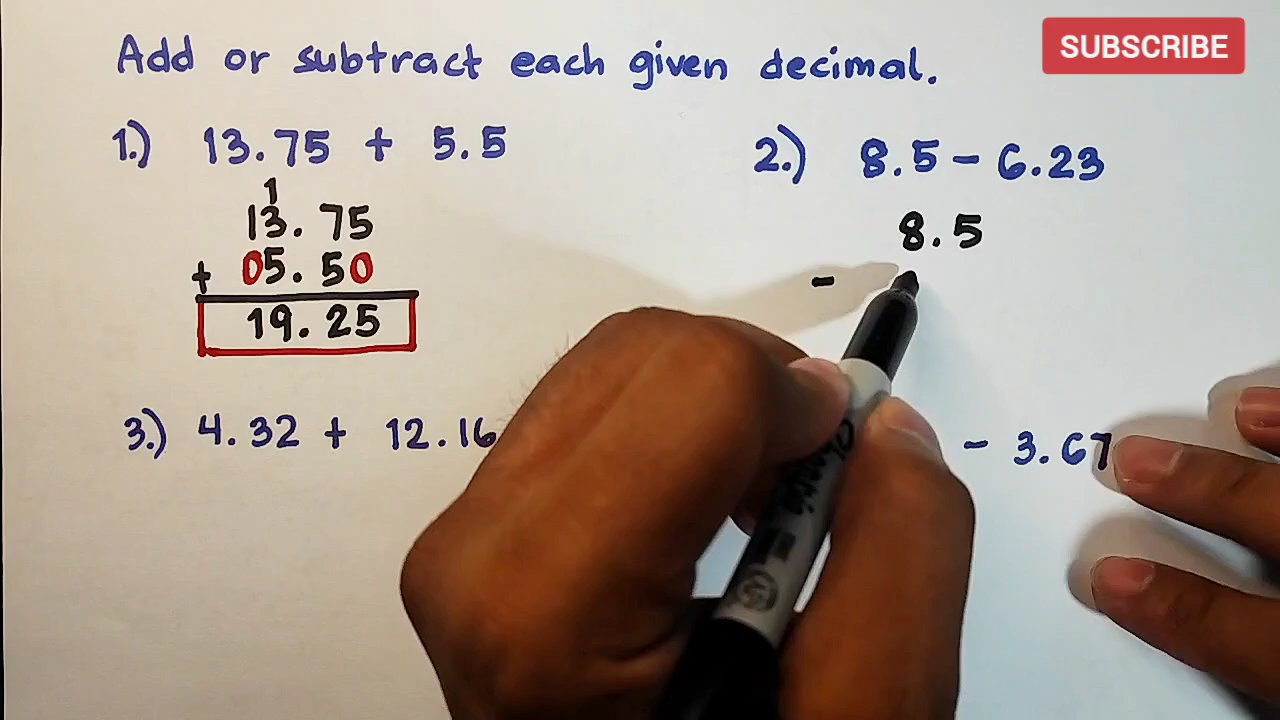 Add or subtract each given decimal.
SUBSCRIBE
1.) 13.75 + 5.5
1
13.75
+ 05.50
19.25
2.) 8.5 - 6.23
8.5
-
3.) 4.32 + 12.16
- 3.67